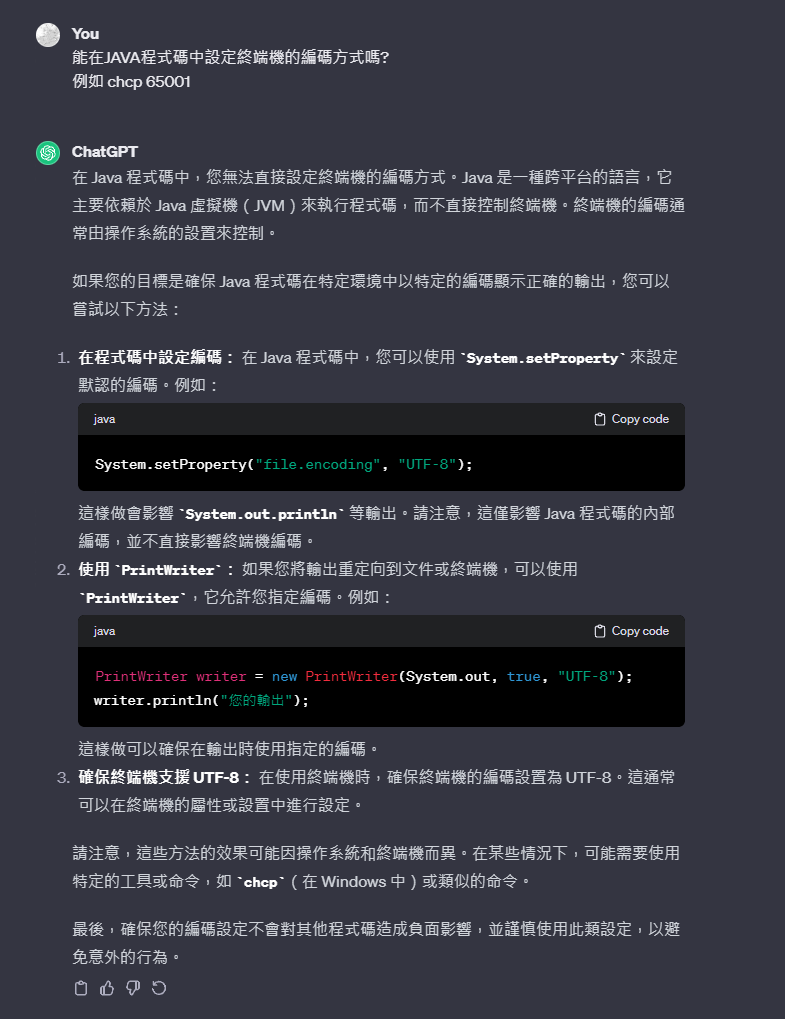 You
能在JAVA程式碼中設定終端機的編碼方式嗎?
例如 chcp 65001
ChatGPT
在 Java 程式碼中，您無法直接設定終端機的編碼方式。Java 是一種跨平台的語言，它
主要依賴於 Java 虛擬機（JVM）來執行程式碼，而不直接控制終端機。終端機的編碼通
常由操作系統的設置來控制。
如果您的目標是確保 Java 程式碼在特定環境中以特定的編碼顯示正確的輸出，您可以
嘗試以下方法：
1. 在程式碼中設定編碼： 在 Java 程式碼中，您可以使用 `System.setProperty` 來設定
默認的編碼。例如：
java Copy code
System.setProperty("file.encoding", "UTF-8");
這樣做會影響 `System.out.println` 等輸出。請注意，這僅影響 Java 程式碼的內部
編碼，並不直接影響終端機編碼。
2. 使用 `PrintWriter`： 如果您將輸出重定向到文件或終端機，可以使用
`PrintWriter`，它允許您指定編碼。例如：
java Copy code
PrintWriter writer = new PrintWriter(System.out, true, "UTF-8");
writer.println("您的輸出");
這樣做可以確保在輸出時使用指定的編碼。
3. 確保終端機支援 UTF-8： 在使用終端機時，確保終端機的編碼設置為 UTF-8。這通常
可以在終端機的屬性或設置中進行設定。
請注意，這些方法的效果可能因操作系統和終端機而異。在某些情況下，可能需要使用
特定的工具或命令，如 `chcp`（在 Windows 中）或類似的命令。
最後，確保您的編碼設定不會對其他程式碼造成負面影響，並謹慎使用此類設定，以避
免意外的行為。